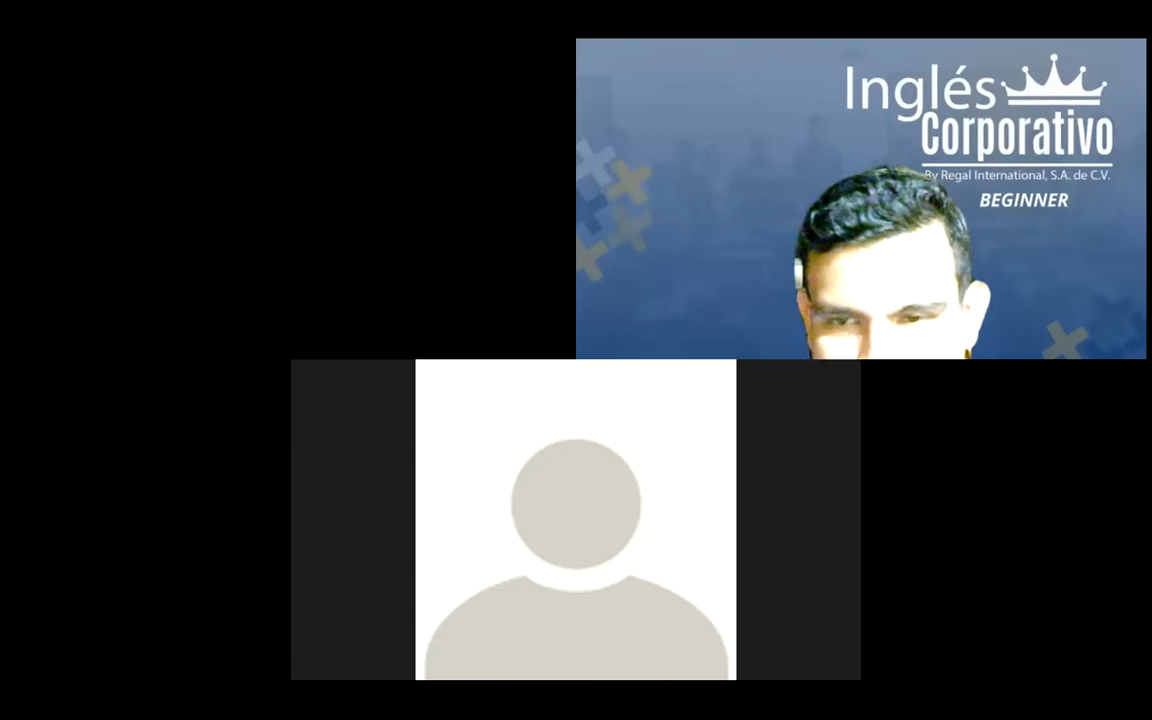 Inglés
Corporativo
By Regal International, S.A. de C.V.
BEGINNER